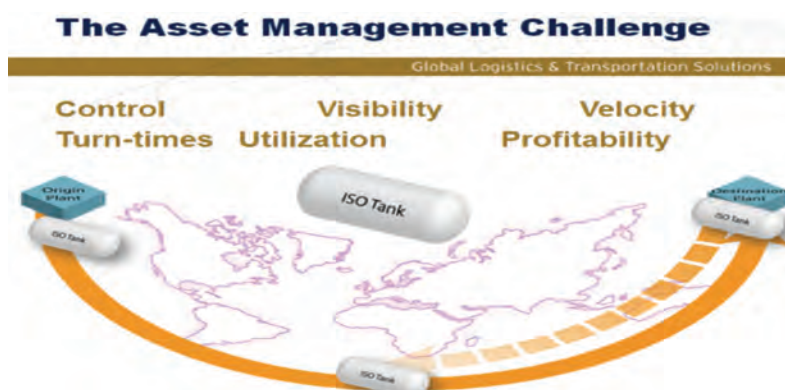 The Asset Management Challenge
Global Logistics & Transportation Solutions
Control Visibility Velocity
Turn-times Utilization Profitability
Origin
Plant
ISO Tank
ISO Tank
Destination
Plant
ISO Tank
ISO Tank